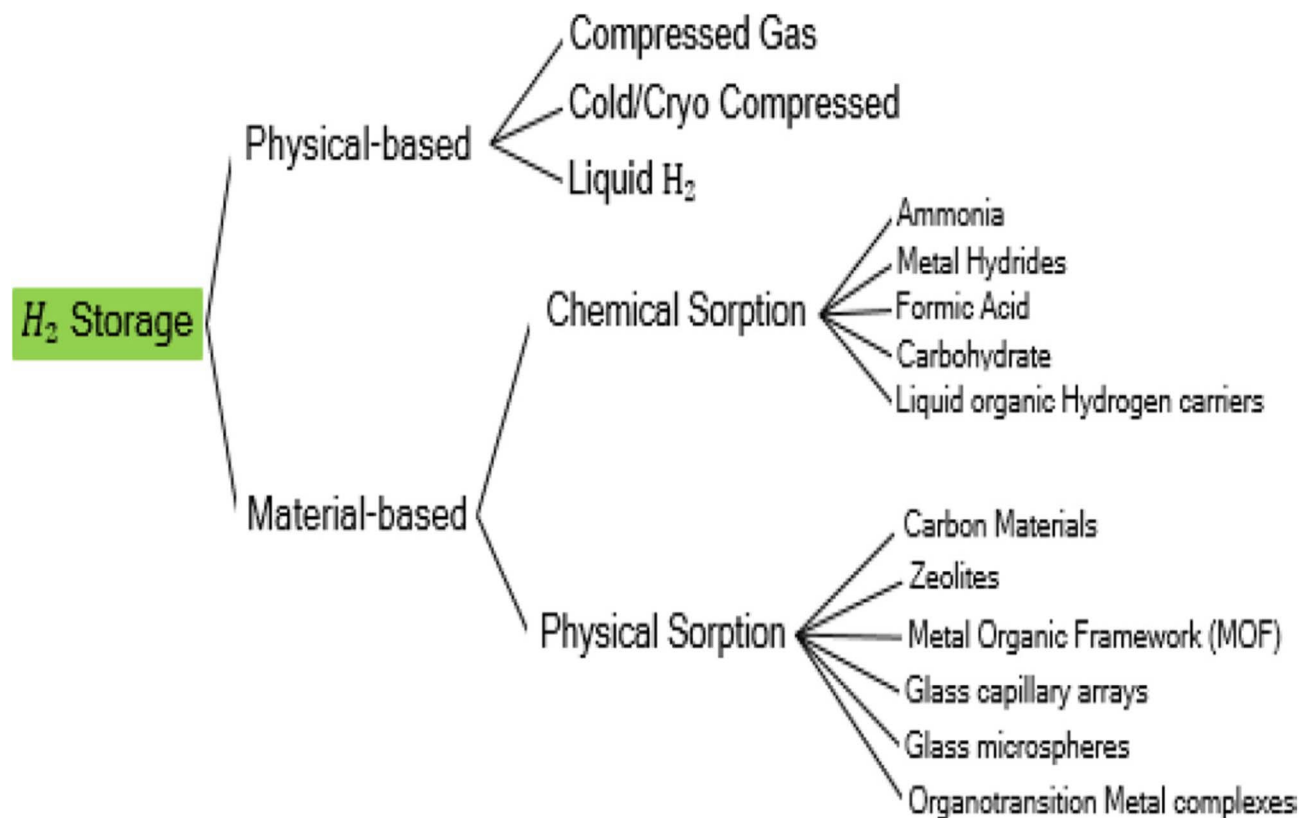 Compressed Gas
Cold/Cryo Compressed
Physical-based
Liquid H₂
Ammonia
Metal Hydrides
H₂ Storage
Chemical Sorption
Formic Acid
Carbohydrate
Liquid organic Hydrogen carriers
Material-based
Carbon Materials
Zeolites
Physical Sorption
Metal Organic Framework (MOF)
Glass capillary arrays
Glass microspheres
Organotransition Metal complexes